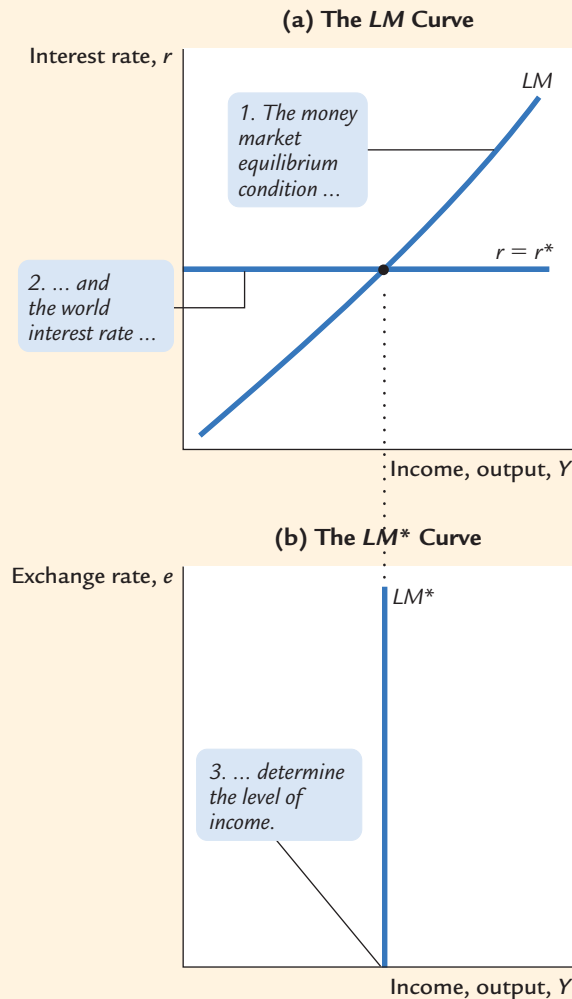 (a) The LM Curve
Interest rate, r
LM
1. The money
market
equilibrium
condition ...
r = r*
2. ... and
the world
interest rate ...
Income, output, Y
(b) The LM* Curve
Exchange rate, e
LM*
3. ... determine
the level of
income.
Income, output, Y